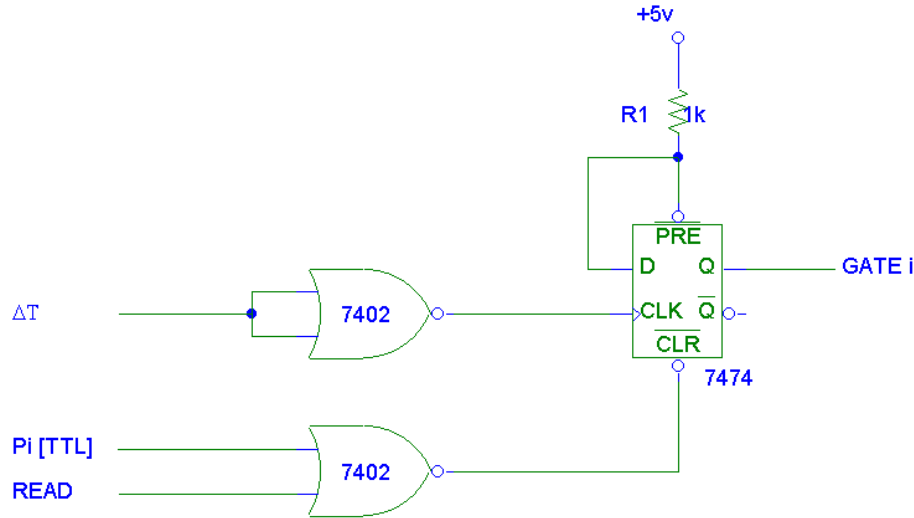 +5v
R1 1k
PRE
D Q GATE i
ΔT 7402 CLK Q
CLR
7474
Pi [TTL]
7402
READ